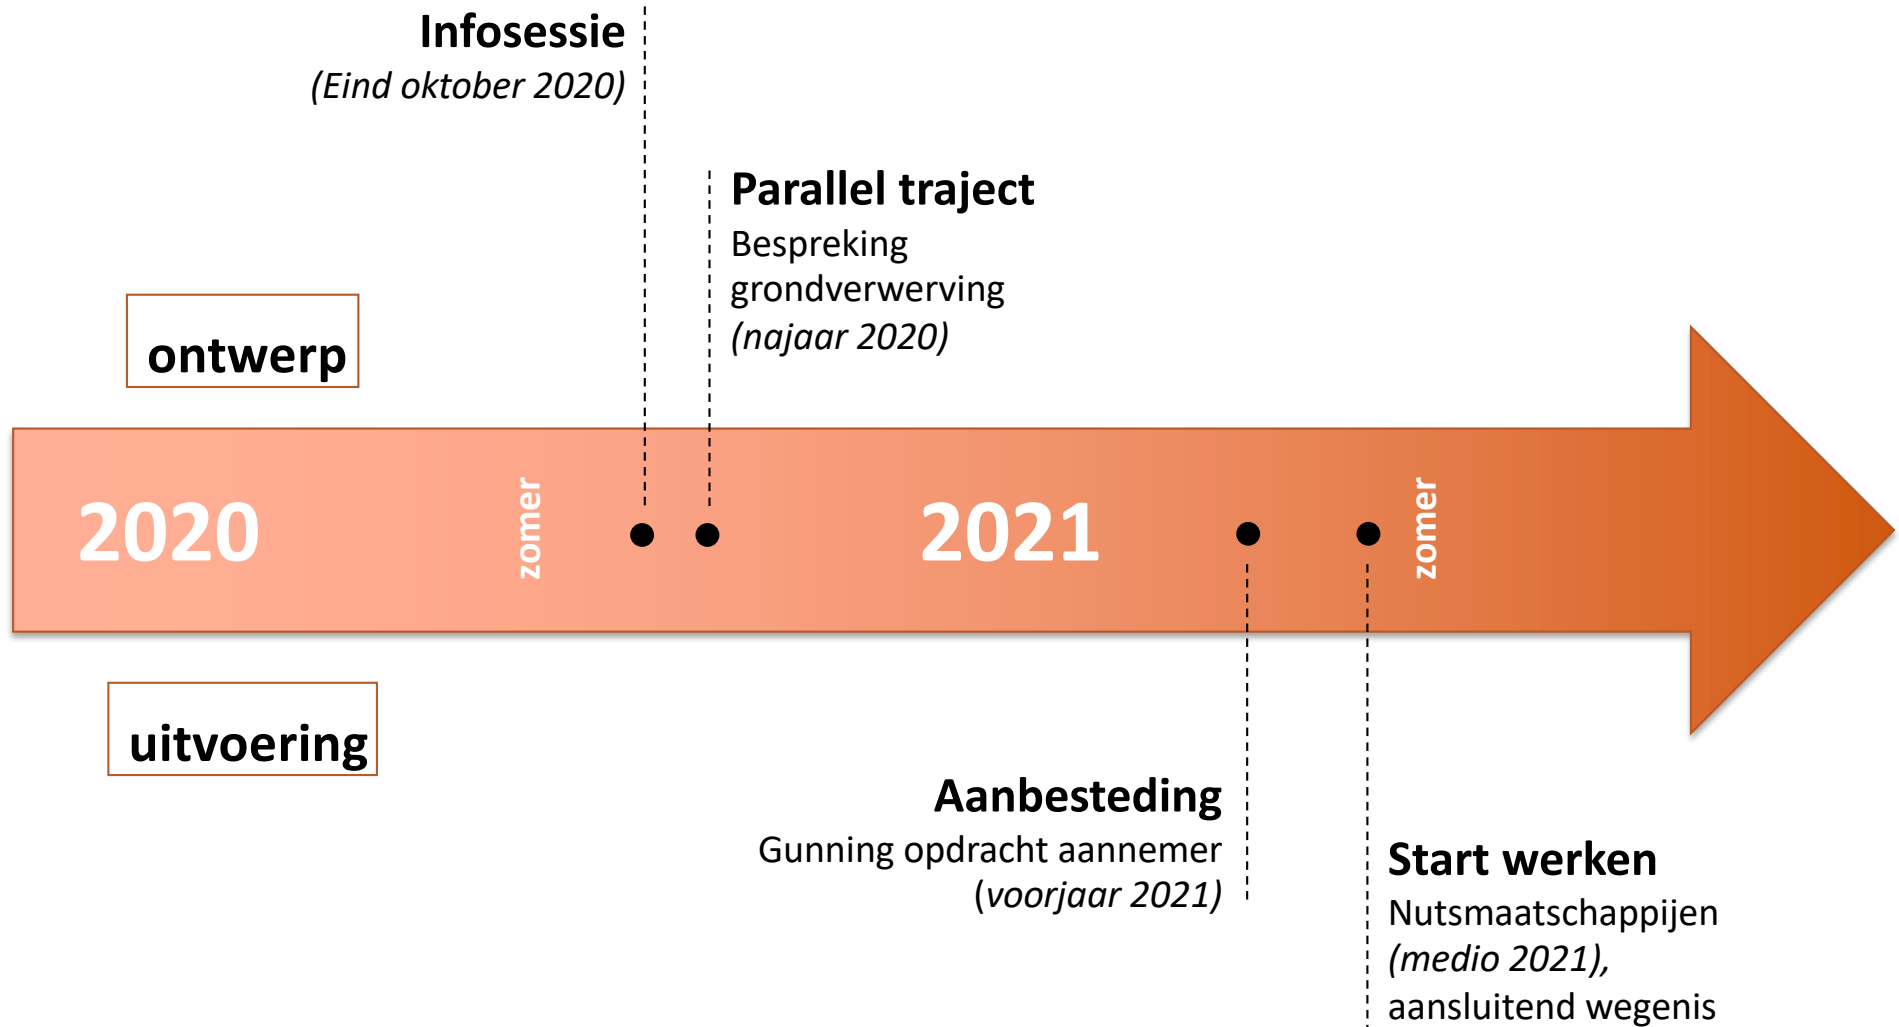 Infosessie
(Eind oktober 2020)
Parallel traject
Bespreking
grondverwerving
(najaar 2020)
ontwerp
2020
zomer
2021
zomer
uitvoering
Aanbesteding
Gunning opdracht aannemer
(voorjaar 2021)
Start werken
Nutsmaatschappijen
(medio 2021),
aansluitend wegenis